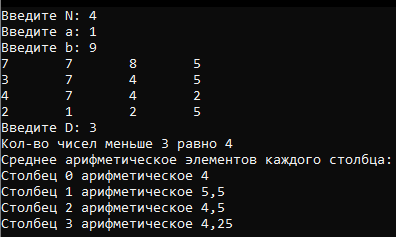 Введите N: 4
Введите a: 1
Введите b: 9
7 7 8 5
3 7 4 5
4 7 4 2
2 1 2 5
Введите D: 3
Кол-во чисел меньше 3 равно 4
Среднее арифметическое элементов каждого столбца:
Столбец 0 арифметическое 4
Столбец 1 арифметическое 5,5
Столбец 2 арифметическое 4,5
Столбец 3 арифметическое 4,25